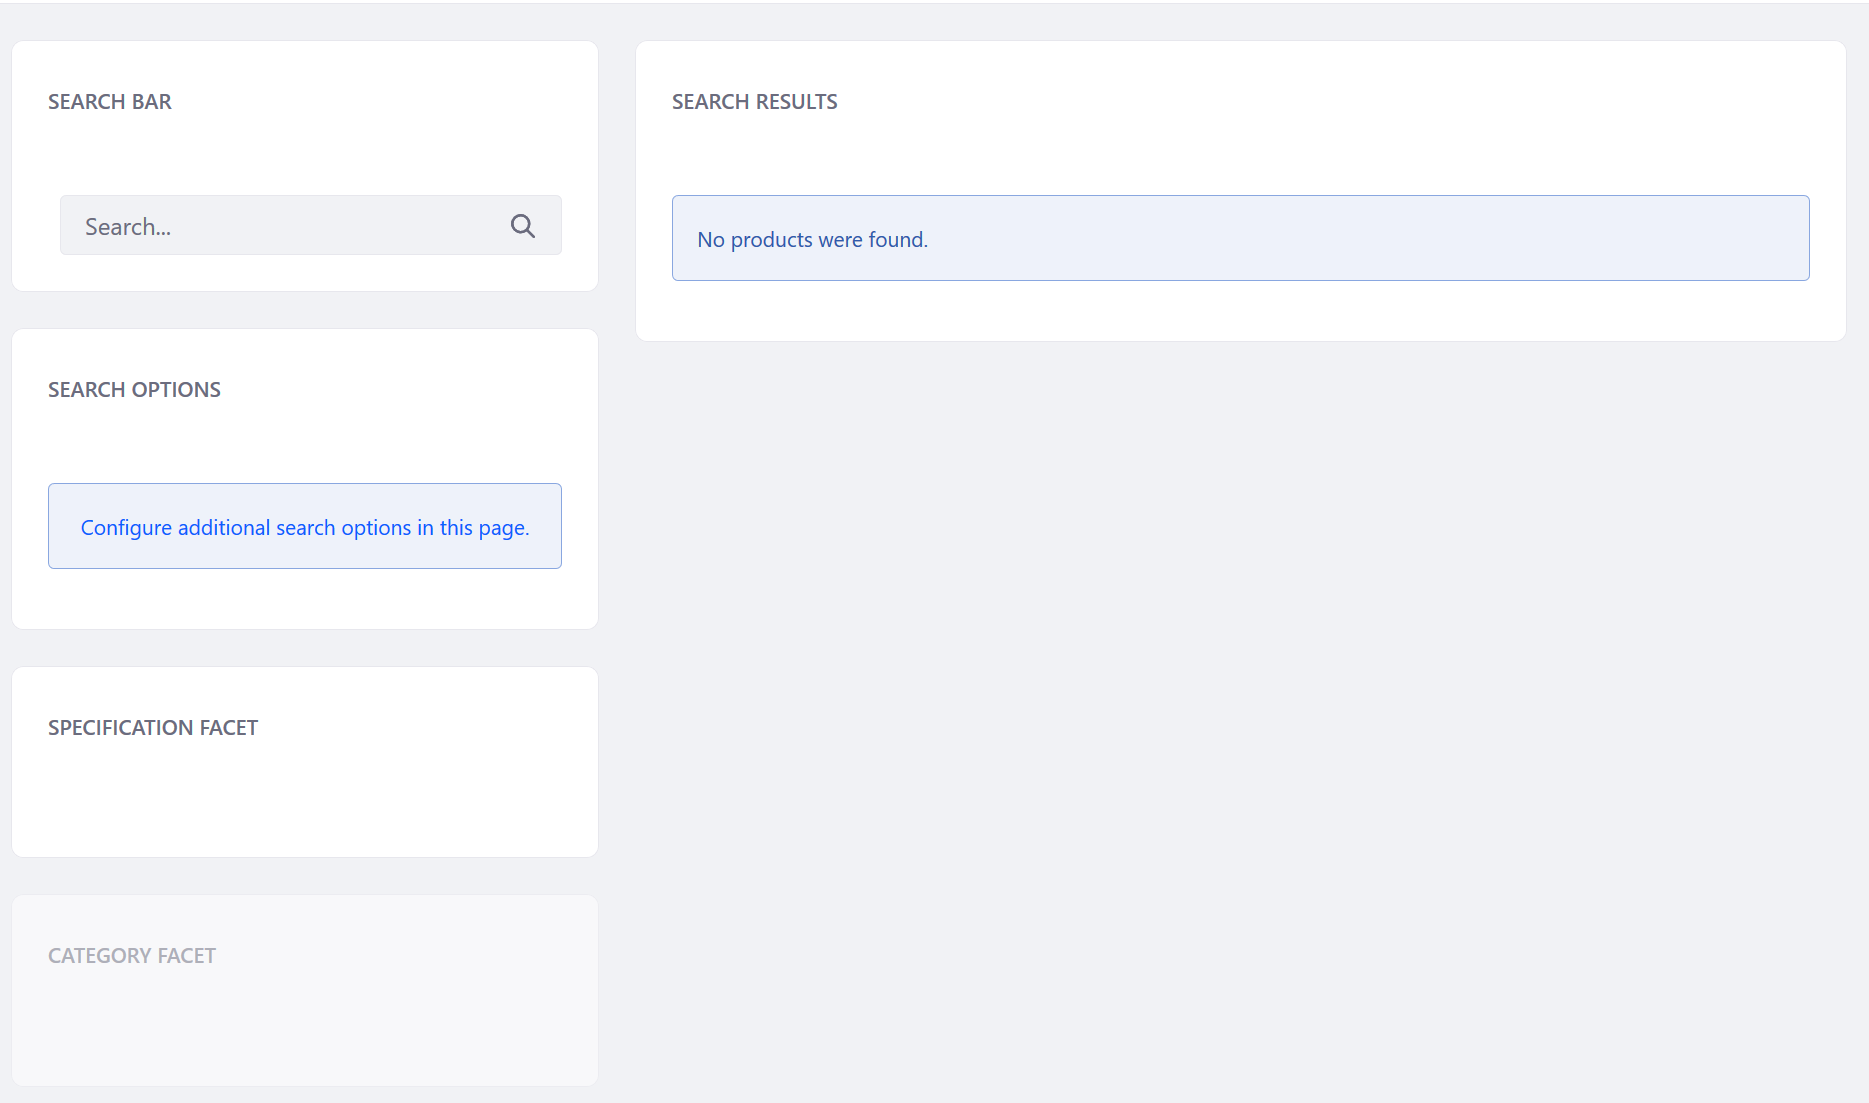 SEARCH BAR
Search...
SEARCH OPTIONS
Configure additional search options in this page.
SPECIFICATION FACET
CATEGORY FACET
SEARCH RESULTS
No products were found.